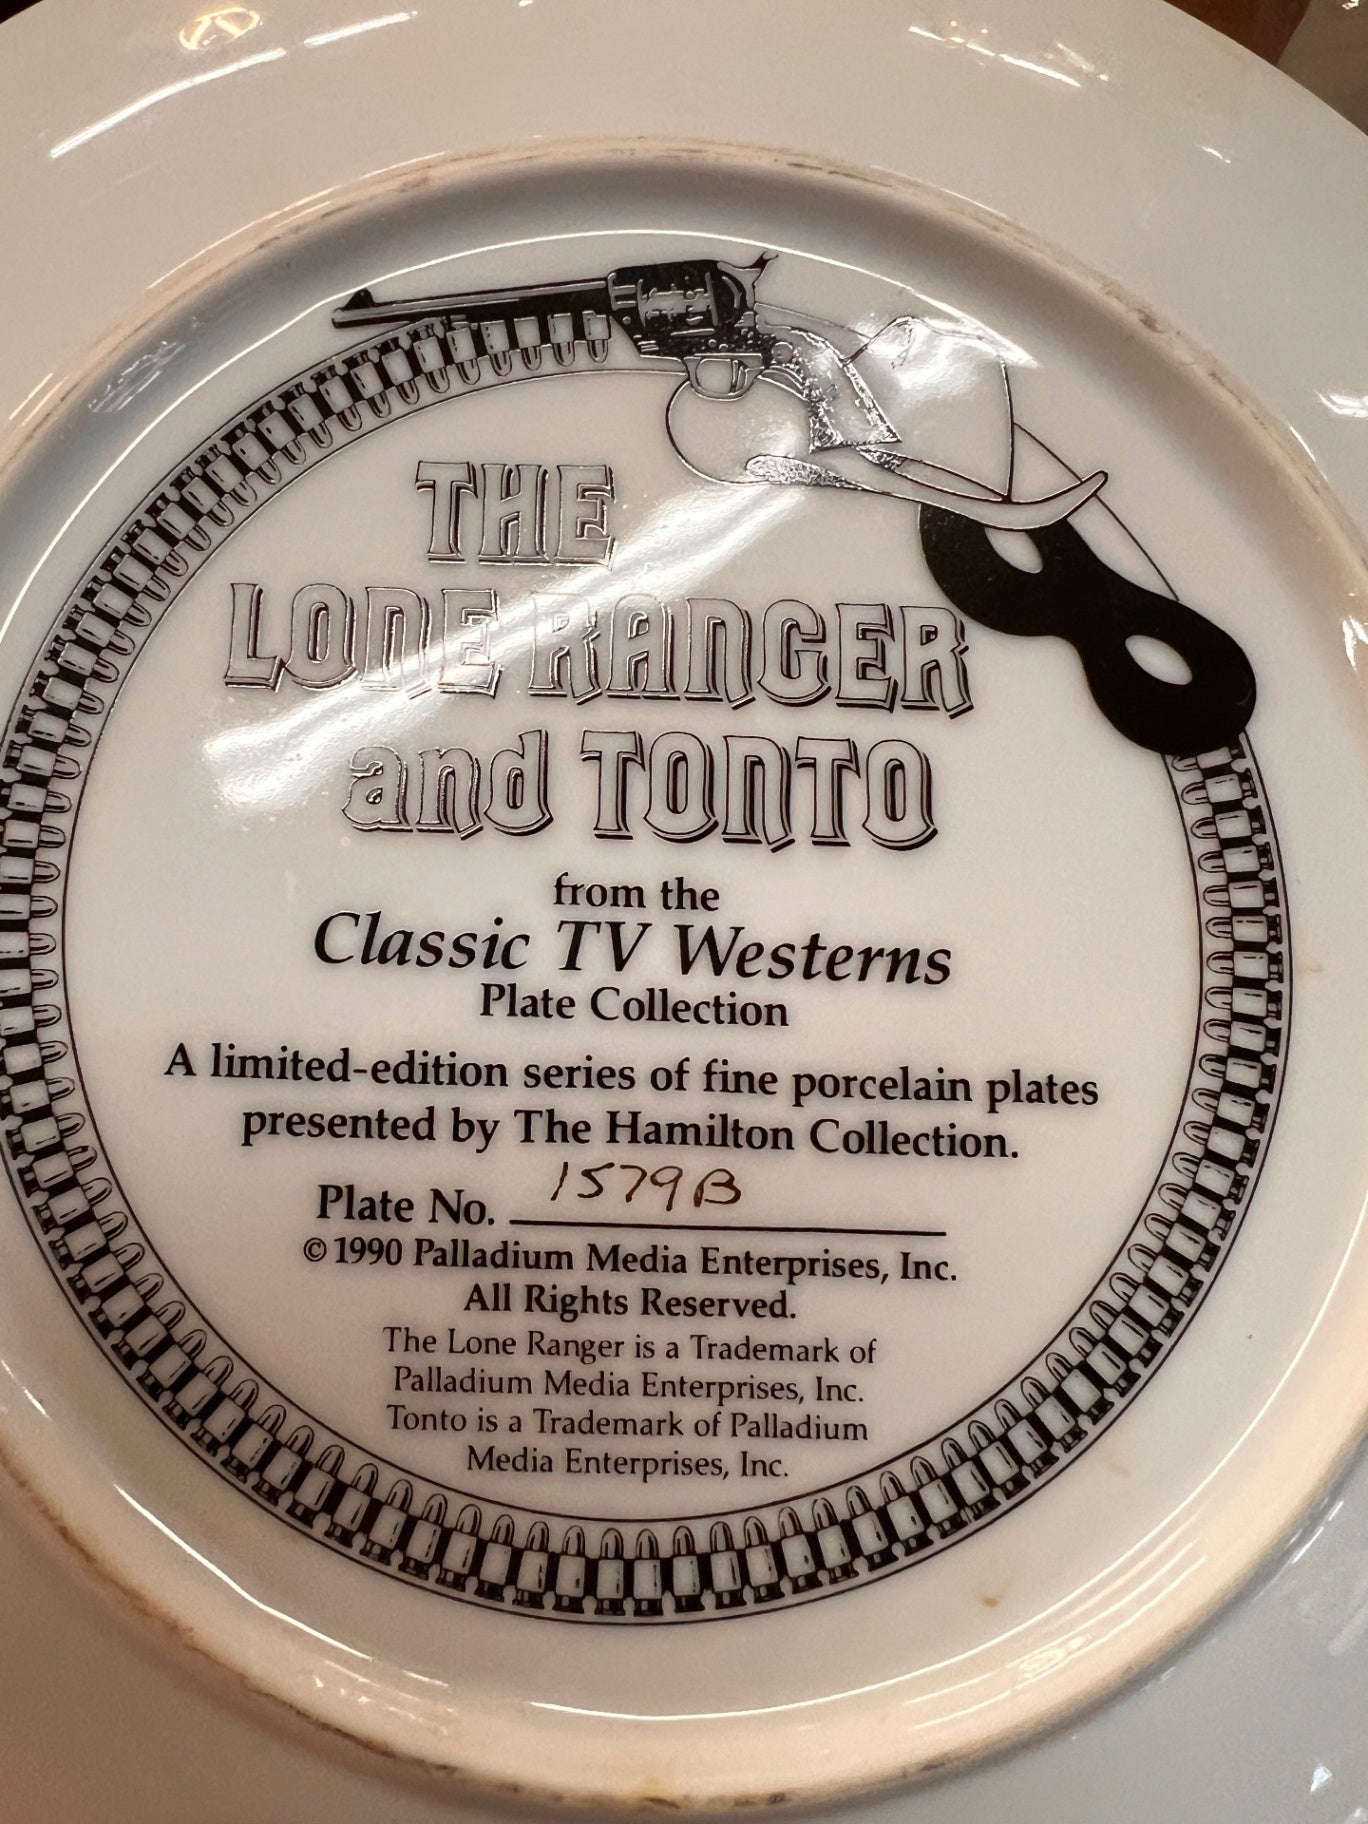 THE
LONE RANGER
and TONTO
from the
Classic TV Westerns
Plate Collection
A limited-edition series of fine porcelain plates
presented by The Hamilton Collection.
Plate No. 1579B
© 1990 Palladium Media Enterprises, Inc.
All Rights Reserved.
The Lone Ranger is a Trademark of
Palladium Media Enterprises, Inc.
Tonto is a Trademark of Palladium
Media Enterprises, Inc.